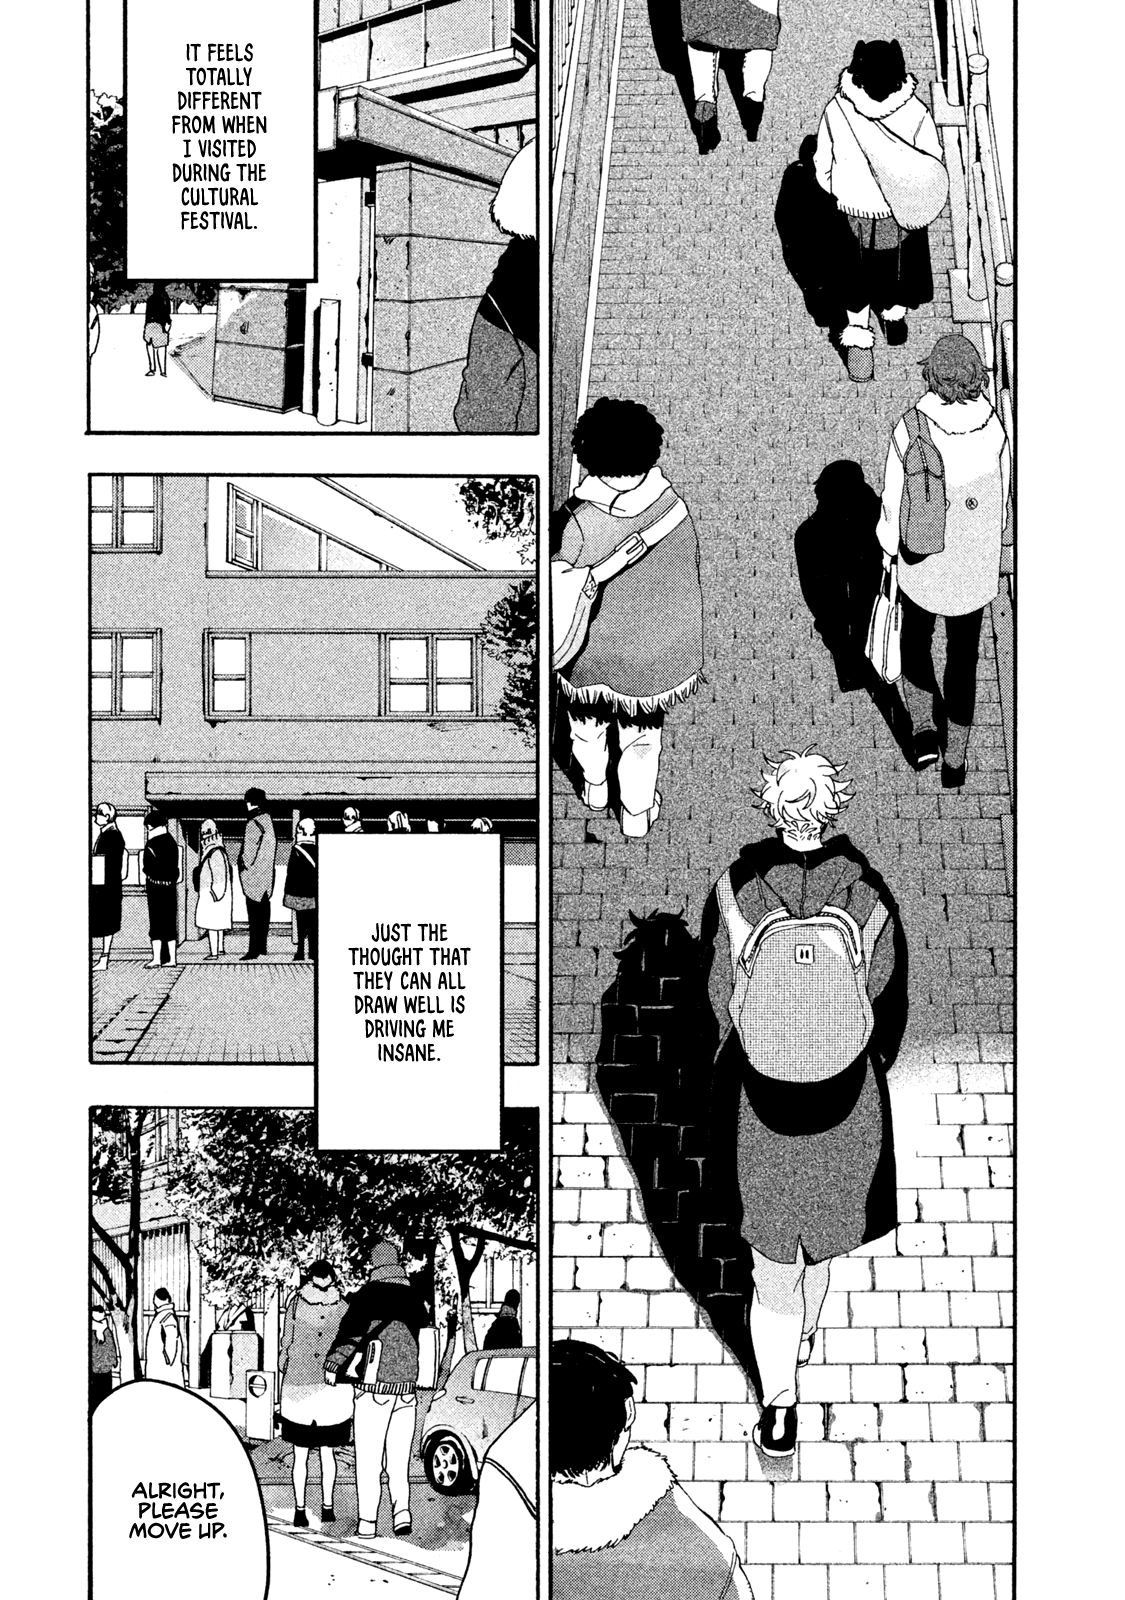 IT FEELS
TOTALLY
DIFFERENT
FROM WHEN
I VISITED
DURING THE
CULTURAL
FESTIVAL.
JUST THE
THOUGHT THAT
THEY CAN ALL
DRAW WELL IS
DRIVING ME
INSANE.
ALRIGHT,
PLEASE
MOVE UP.